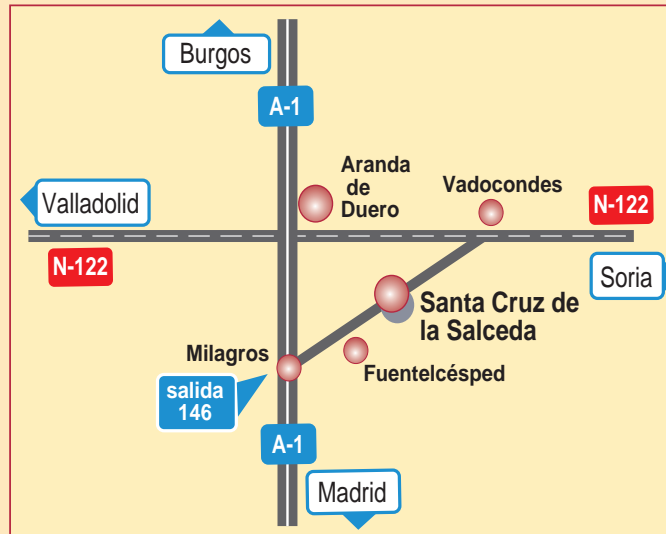 Burgos
A-1
Aranda
de
Duero
Vadocondes
Valladolid
N-122
N-122
Soria
Santa Cruz de
la Salceda
Milagros
Fuentelcésped
salida
146
A-1
Madrid